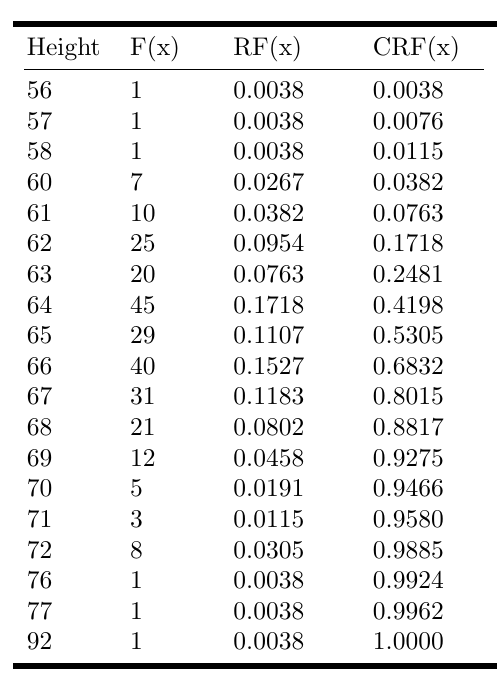 Height F(x) RF(x) CRF(x)
56 1 0.0038 0.0038
57 1 0.0038 0.0076
58 1 0.0038 0.0115
60 7 0.0267 0.0382
61 10 0.0382 0.0763
62 25 0.0954 0.1718
63 20 0.0763 0.2481
64 45 0.1718 0.4198
65 29 0.1107 0.5305
66 40 0.1527 0.6832
67 31 0.1183 0.8015
68 21 0.0802 0.8817
69 12 0.0458 0.9275
70 5 0.0191 0.9466
71 3 0.0115 0.9580
72 8 0.0305 0.9885
76 1 0.0038 0.9924
77 1 0.0038 0.9962
92 1 0.0038 1.0000